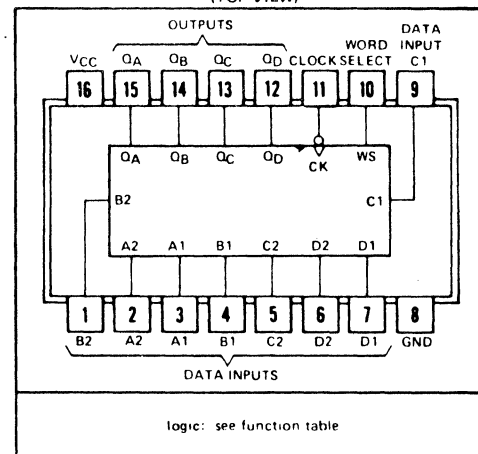 (TOP VIEW)
OUTPUTS
DATA
INPUT
C1
WORD
SELECT
VCC QA QB QC QD CLOCK
16 15 14 13 12 11 10 9
QA QB QC QD CK WS
B2 C1
A2 A1 B1 C2 D2 D1
1 2 3 4 5 6 7 8
B2 A2 A1 B1 C2 D2 D1 GND
DATA INPUTS
logic: see function table